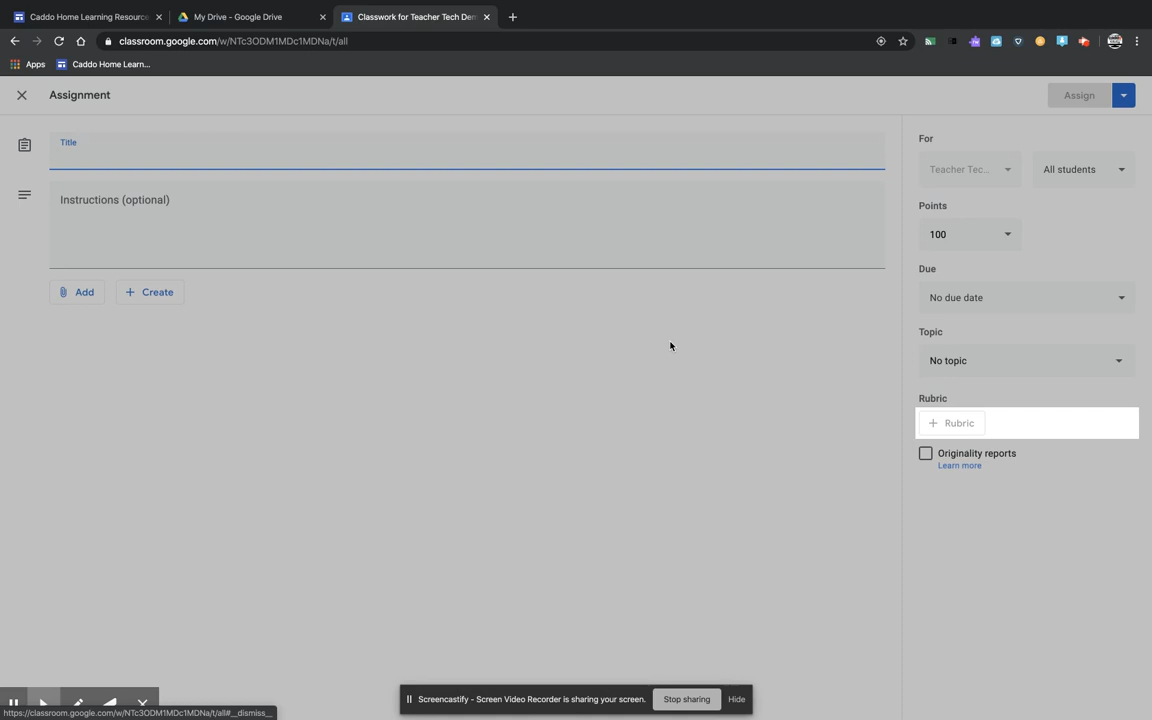 Caddo Home Learning Resourc
My Drive - Google Drive
Classwork for Teacher Tech Dem
classroom.google.com/w/NTc3ODM1MDc1MDNa/t/all
Apps
Caddo Home Learn...
Assignment
Assign
Title
Instructions (optional)
Add
Create
For
Teacher Tec...
All students
Points
100
Due
No due date
Topic
No topic
Rubric
Rubric
Originality reports
Learn more
Screencastify - Screen Video Recorder is sharing your screen.
Stop sharing
Hide
https://classroom.google.com/w/NTc3ODM1MDc1MDNa/t/all#__dismiss__